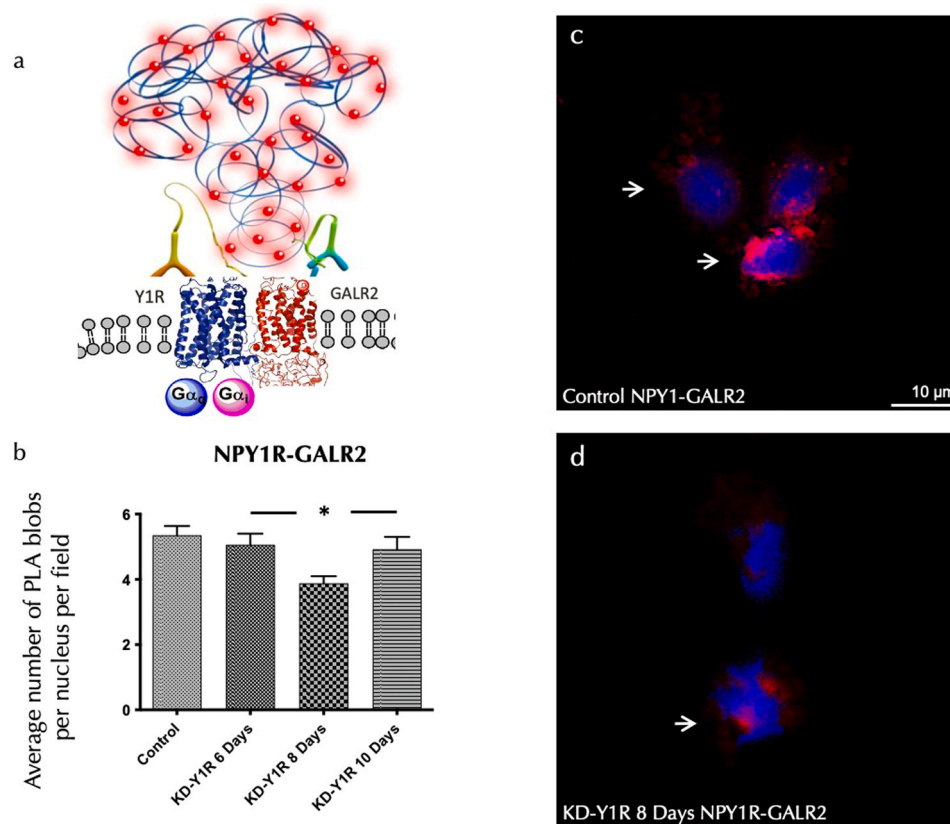 a
Y1R
GALR2
Gαq
Gαi
b
NPY1R-GALR2
Average number of PLA blobs
per nucleus per field
6
*
4
2
0
Control
KD-Y1R 6 Days
KD-Y1R 8 Days
KD-Y1R 10 Days
c
Control NPY1-GALR2
10 µm
d
KD-Y1R 8 Days NPY1R-GALR2